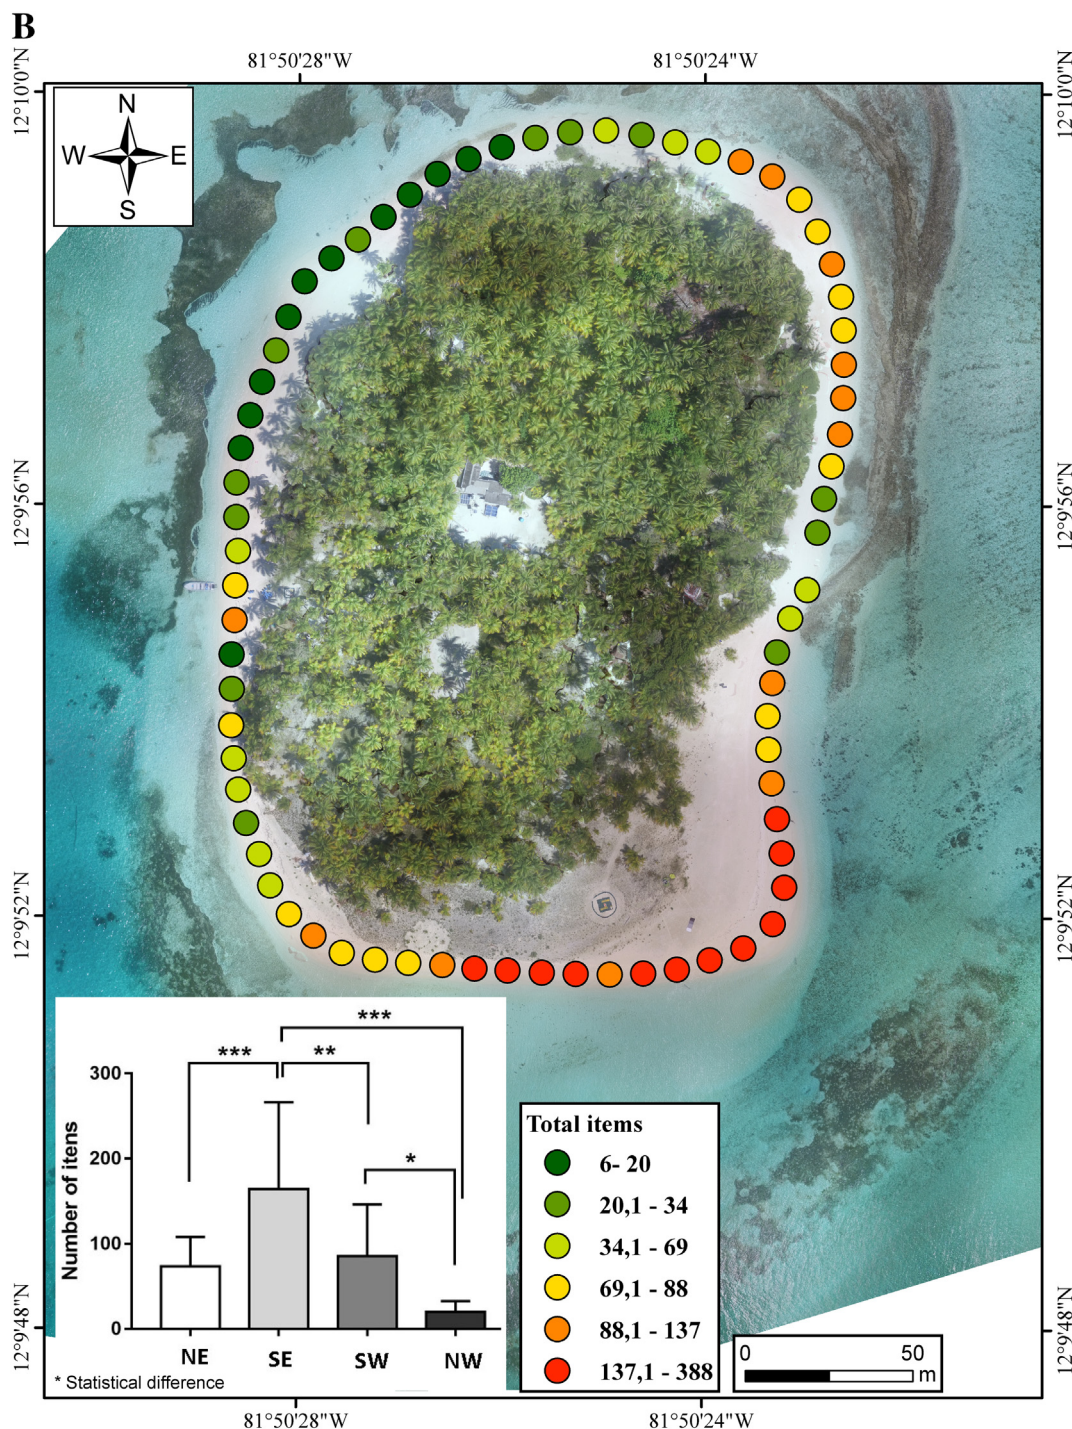 B
81°50'28"W
81°50'24"W
12°10'0"N
12°10'0"N
N
W
E
S
12°9'56"N
12°9'56"N
12°9'52"N
12°9'52"N
***
***
**
*
300
200
100
0
Number of itens
NE
SE
SW
NW
* Statistical difference
Total items
6- 20
20,1 - 34
34,1 - 69
69,1 - 88
88,1 - 137
137,1 - 388
0
50
m
12°9'48"N
12°9'48"N
81°50'28"W
81°50'24"W